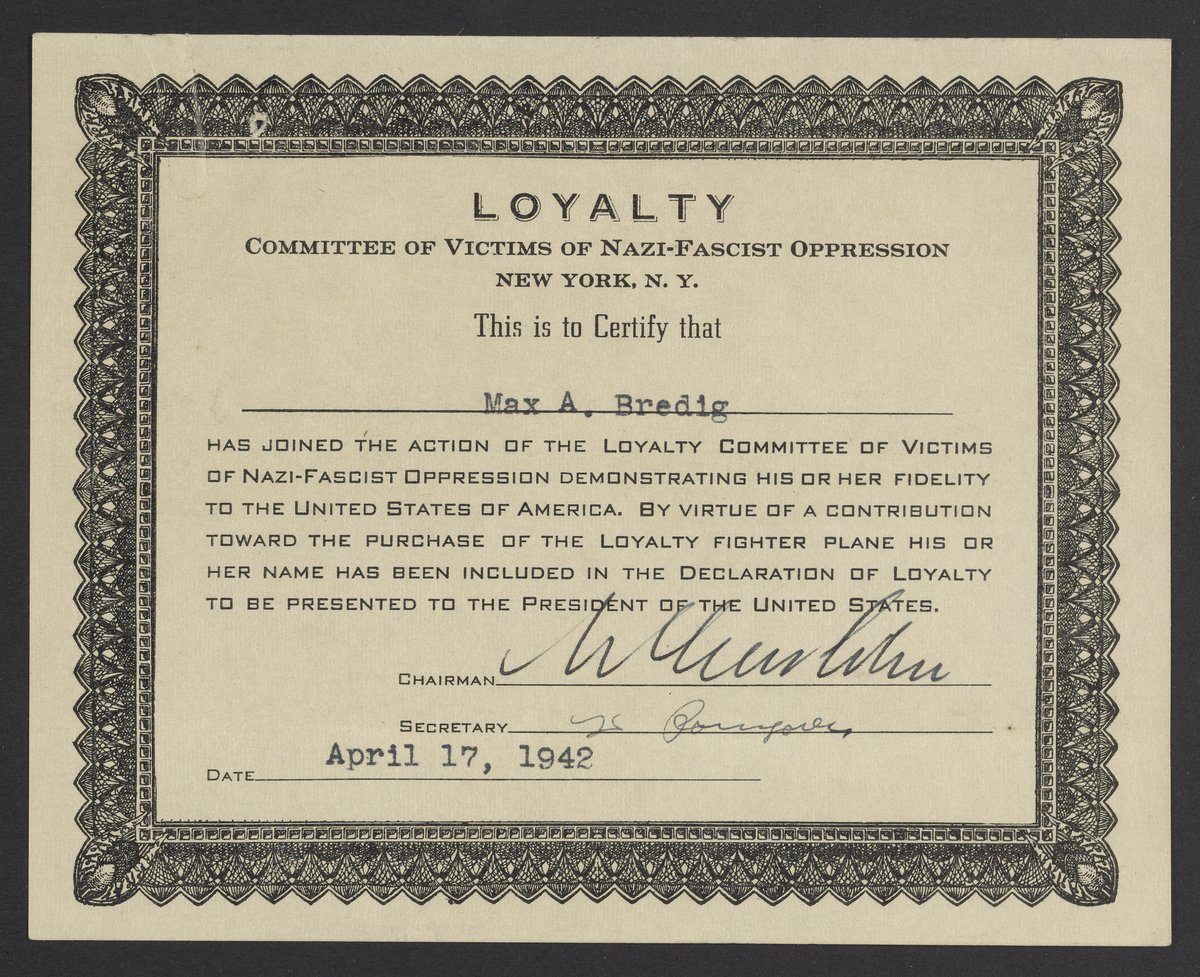 LOYALTY
COMMITTEE OF VICTIMS OF NAZI-FASCIST OPPRESSION
NEW YORK, N. Y.
This is to Certify that
Max A. Bredig
HAS JOINED THE ACTION OF THE LOYALTY COMMITTEE OF VICTIMS
OF NAZI-FASCIST OPPRESSION DEMONSTRATING HIS OR HER FIDELITY
TO THE UNITED STATES OF AMERICA. BY VIRTUE OF A CONTRIBUTION
TOWARD THE PURCHASE OF THE LOYALTY FIGHTER PLANE HIS OR
HER NAME HAS BEEN INCLUDED IN THE DECLARATION OF LOYALTY
TO BE PRESENTED TO THE PRESIDENT OF THE UNITED STATES.
CHAIRMAN
SECRETARY
DATE April 17, 1942